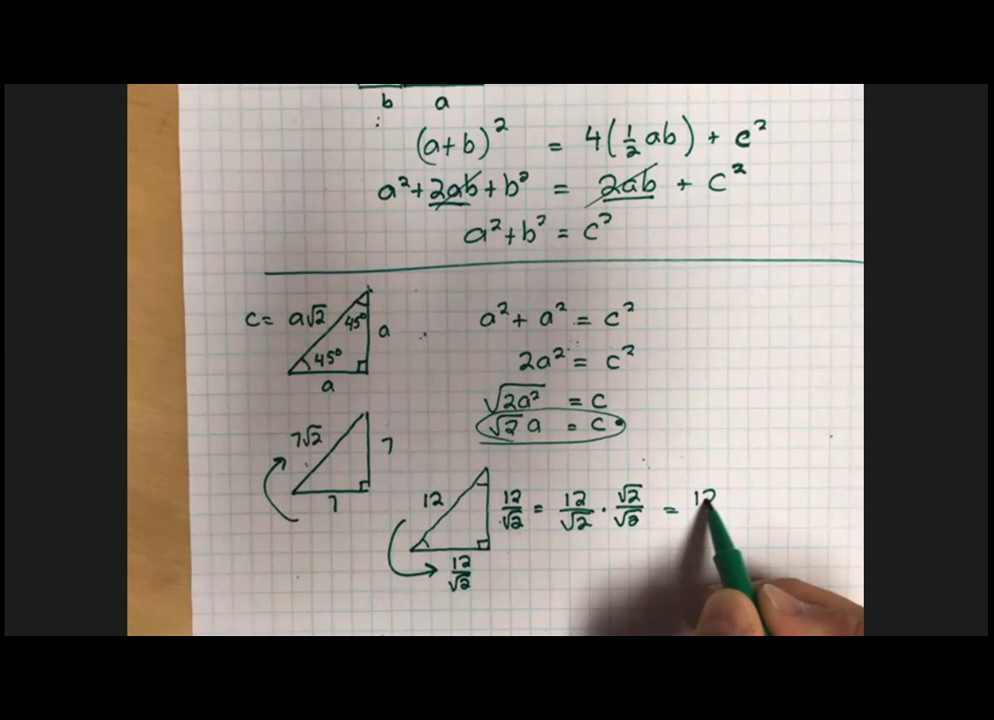 b a
(a+b)² = 4(½ab) + c²
a²+2ab+b² = 2ab + c²
a²+b² = c²
c= a√2 45° a
45°
a
a²+ a² = c²
2a² = c²
√2a² = c
√2 a = c
7√2 7
7
12 12/√2 = 12/√2 · √2/√2 = 12
12/√2